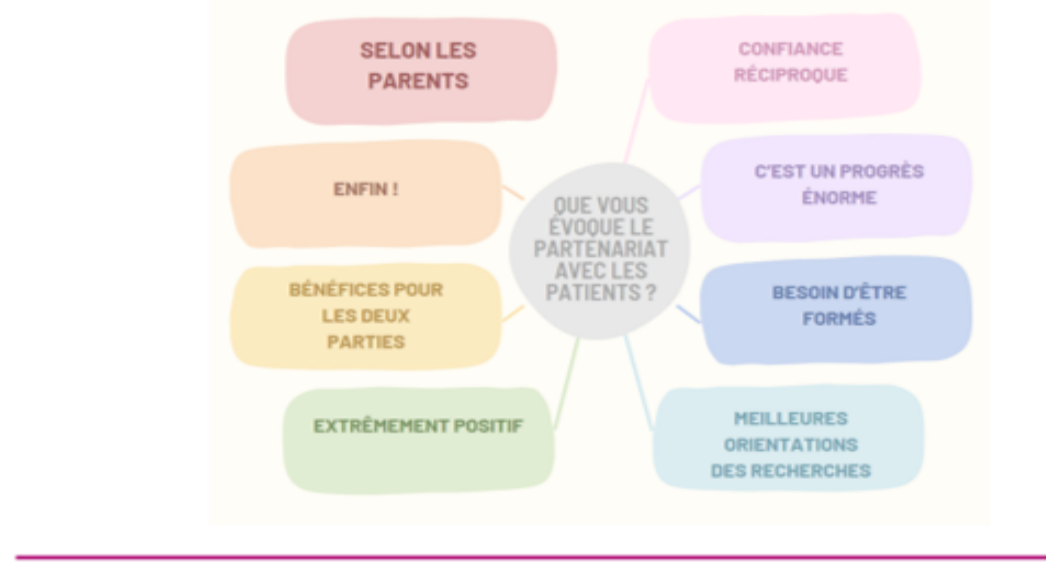 SELON LES
PARENTS
CONFIANCE
RÉCIPROQUE
ENFIN !
C'EST UN PROGRÈS
ÉNORME
QUE VOUS
ÉVOQUE LE
PARTENARIAT
AVEC LES
PATIENTS ?
BÉNÉFICES POUR
LES DEUX
PARTIES
BESOIN D'ÊTRE
FORMÉS
EXTRÊMEMENT POSITIF
MEILLEURES
ORIENTATIONS
DES RECHERCHES